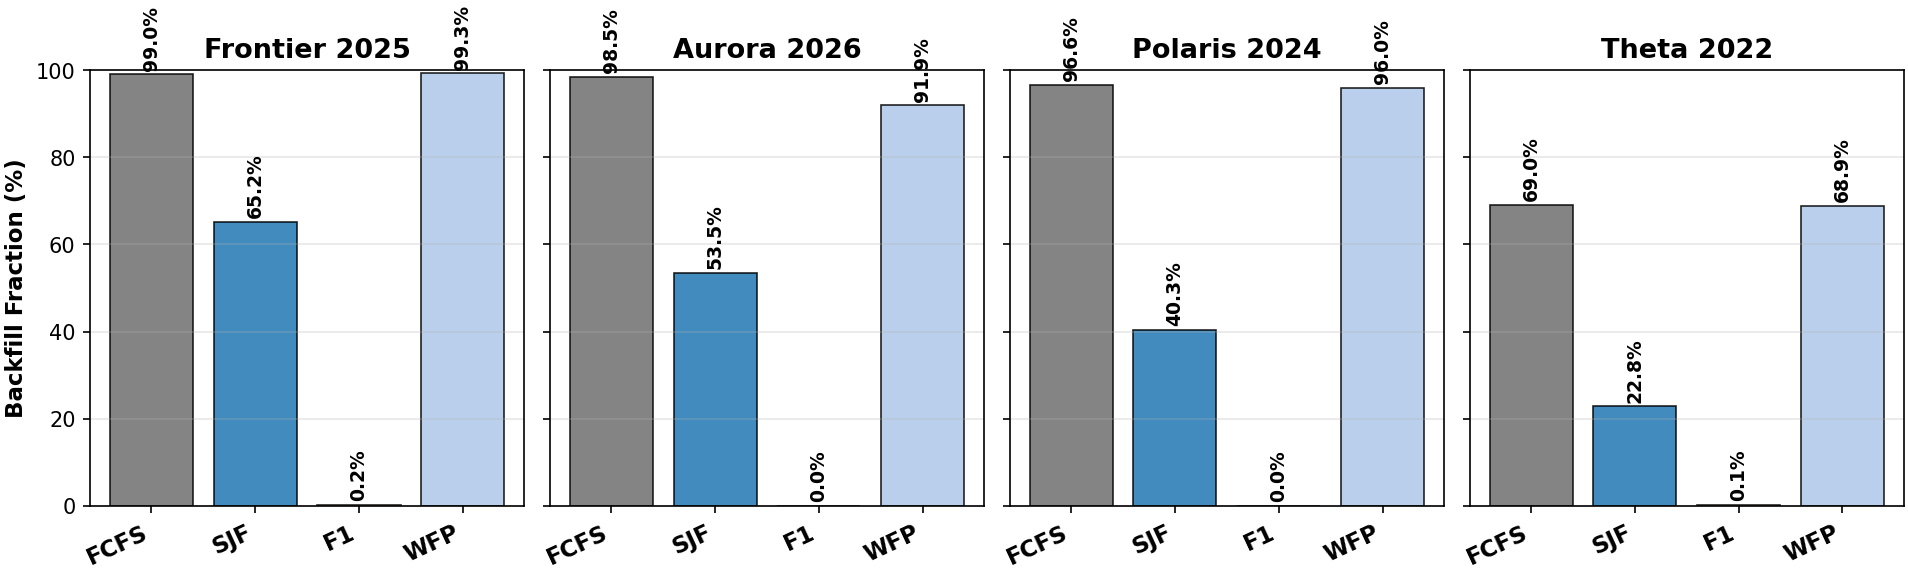 Frontier 2025
Aurora 2026
Polaris 2024
Theta 2022
Backfill Fraction (%)
100
80
60
40
20
0
99.0%
65.2%
0.2%
99.3%
98.5%
53.5%
0.0%
91.9%
96.6%
40.3%
0.0%
96.0%
69.0%
22.8%
0.1%
68.9%
FCFS
SJF
F1
WFP
FCFS
SJF
F1
WFP
FCFS
SJF
F1
WFP
FCFS
SJF
F1
WFP